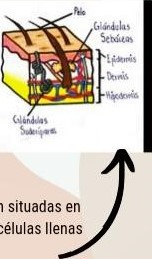 Pelo
Glándulas
Sebáceas
Epidermis
Dermis
Hipodermis
Glándulas
Sudoríparas
n situadas en
células llenas